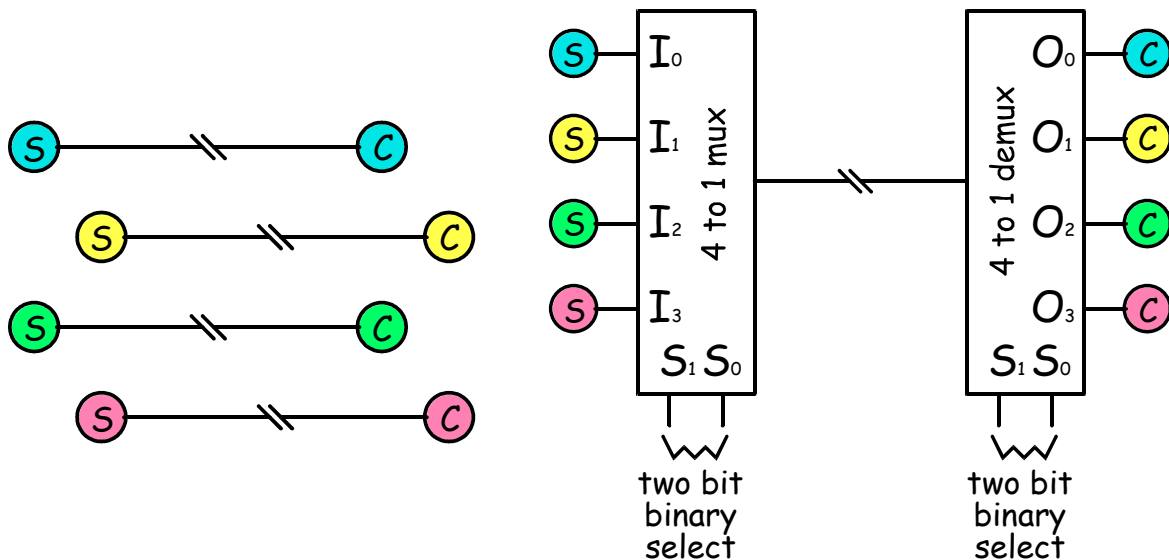 S C
S C
S C
S C
S I0
S I1
S I2
S I3
4 to 1 mux
S1 S0
two bit
binary
select
4 to 1 demux
O0 C
O1 C
O2 C
O3 C
S1 S0
two bit
binary
select